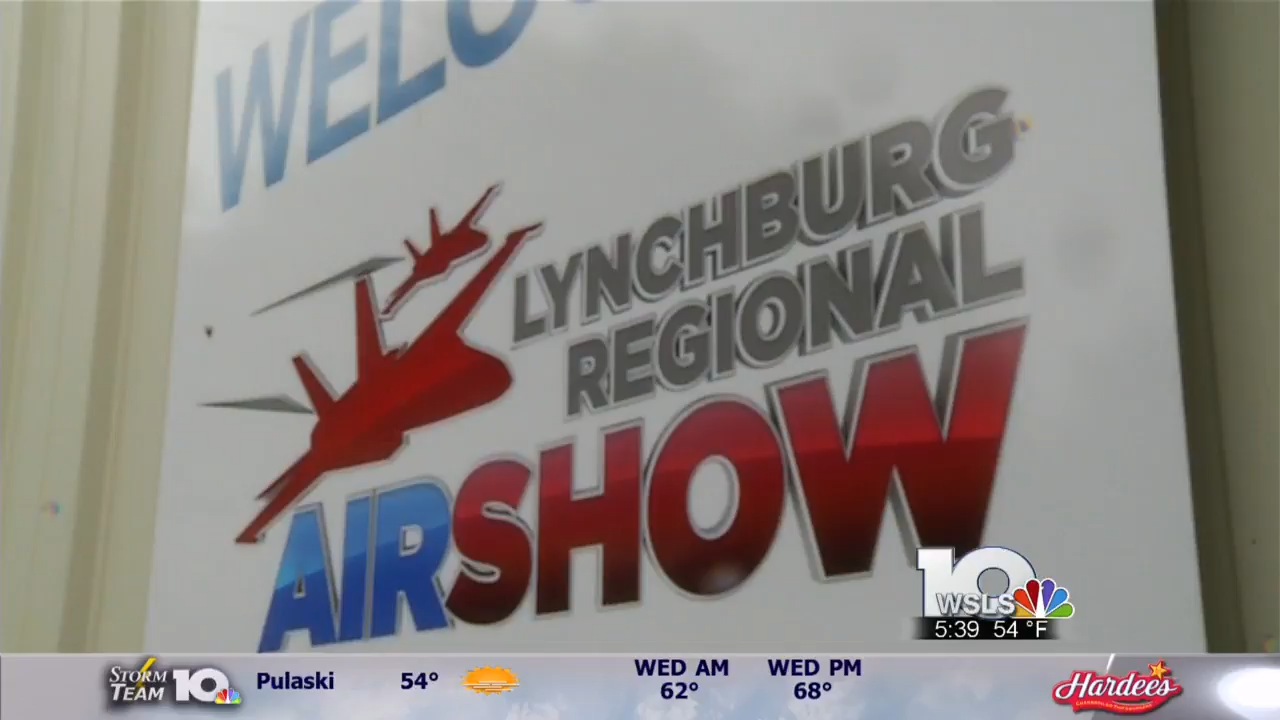 WELCO
LYNCHBURG
REGIONAL
AIRSHOW
10
WSLS
5:39 54 °F
STORM
TEAM 10
Pulaski 54°
WED AM WED PM
62° 68°
Hardee's